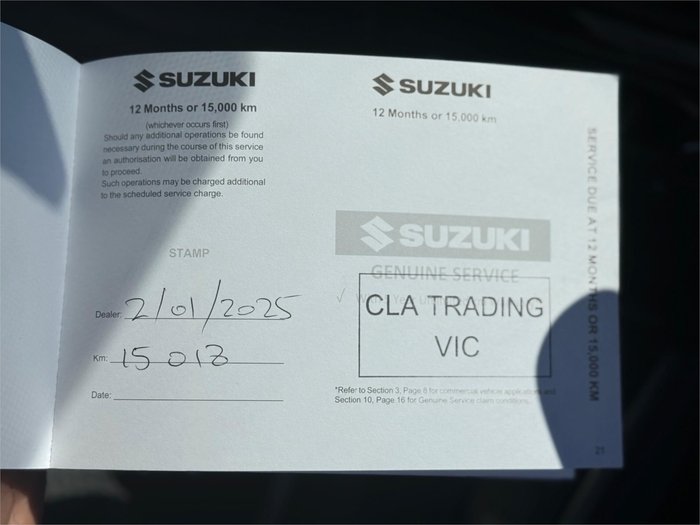 SUZUKI
12 Months or 15,000 km
(whichever occurs first)
Should any additional operations be found
necessary during the course of this service
an authorisation will be obtained from you
to proceed.
Such operations may be charged additional
to the scheduled service charge.
STAMP
Dealer: 2/01/2025
Km: 15 013
Date:
SUZUKI
12 Months or 15,000 km
SUZUKI
GENUINE SERVICE
CLA TRADING
VIC
*Refer to Section 3, Page 8 for commercial vehicle application and
Section 10, Page 16 for Genuine Service claim conditions.
SERVICE DUE AT 12 MONTHS OR 15,000 KM
21